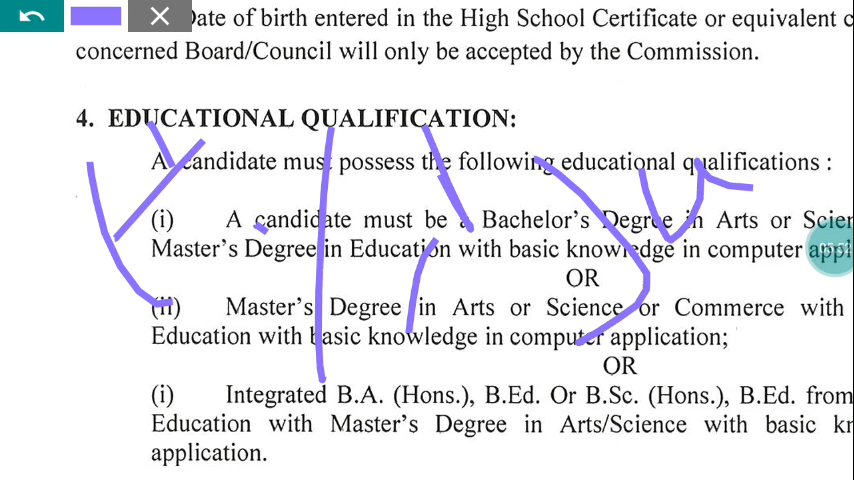 Date of birth entered in the High School Certificate or equivalent
concerned Board/Council will only be accepted by the Commission.
4. EDUCATIONAL QUALIFICATION:
A candidate must possess the following educational qualifications :
(i) A candidate must be a Bachelor's Degree in Arts or
Master's Degree in Education with basic knowledge in computer
OR
(ii) Master's Degree in Arts or Science or Commerce with
Education with basic knowledge in computer application;
OR
(i) Integrated B.A. (Hons.), B.Ed. Or B.Sc. (Hons.), B.Ed. from
Education with Master's Degree in Arts/Science with basic
application.